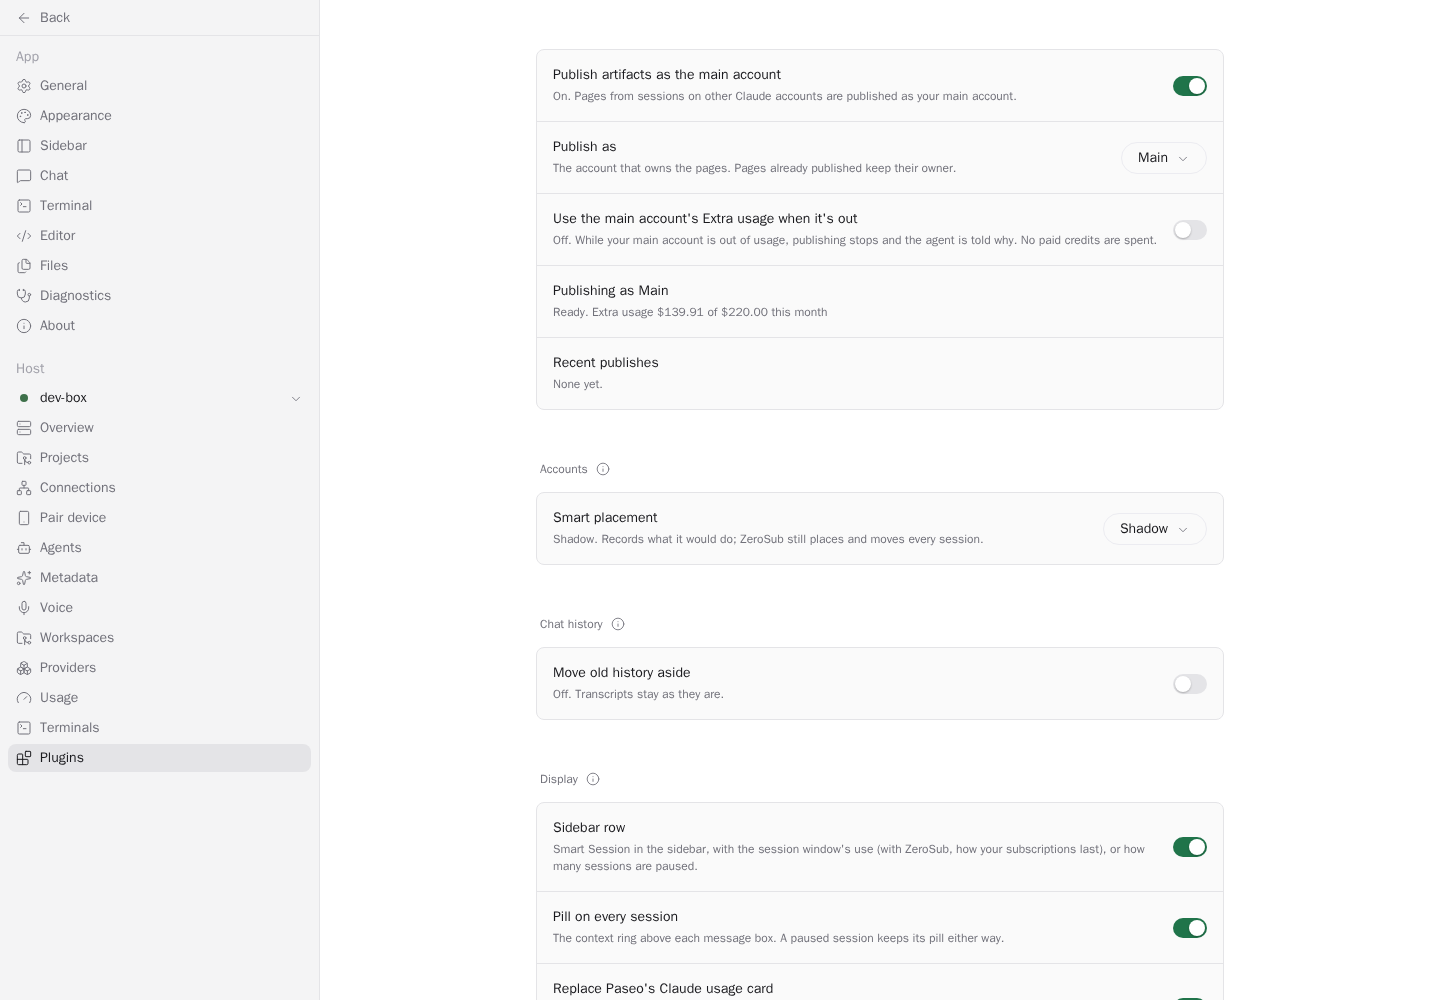 Back
App
General
Appearance
Sidebar
Chat
Terminal
Editor
Files
Diagnostics
About
Host
dev-box
Overview
Projects
Connections
Pair device
Agents
Metadata
Voice
Workspaces
Providers
Usage
Terminals
Plugins
Publish artifacts as the main account
On. Pages from sessions on other Claude accounts are published as your main account.
Publish as
The account that owns the pages. Pages already published keep their owner.
Main
Use the main account's Extra usage when it's out
Off. While your main account is out of usage, publishing stops and the agent is told why. No paid credits are spent.
Publishing as Main
Ready. Extra usage $139.91 of $220.00 this month
Recent publishes
None yet.
Accounts
Smart placement
Shadow. Records what it would do; ZeroSub still places and moves every session.
Shadow
Chat history
Move old history aside
Off. Transcripts stay as they are.
Display
Sidebar row
Smart Session in the sidebar, with the session window's use (with ZeroSub, how your subscriptions last), or how
many sessions are paused.
Pill on every session
The context ring above each message box. A paused session keeps its pill either way.
Replace Paseo's Claude usage card